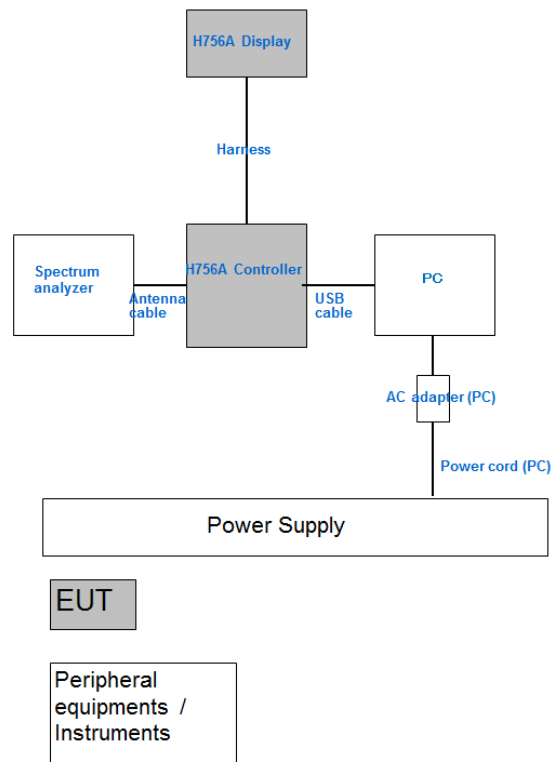 H756A Display
Harness
Spectrum
analyzer
Antenna
cable
H756A Controller
USB
cable
PC
AC adapter (PC)
Power cord (PC)
Power Supply
EUT
Peripheral
equipments /
Instruments